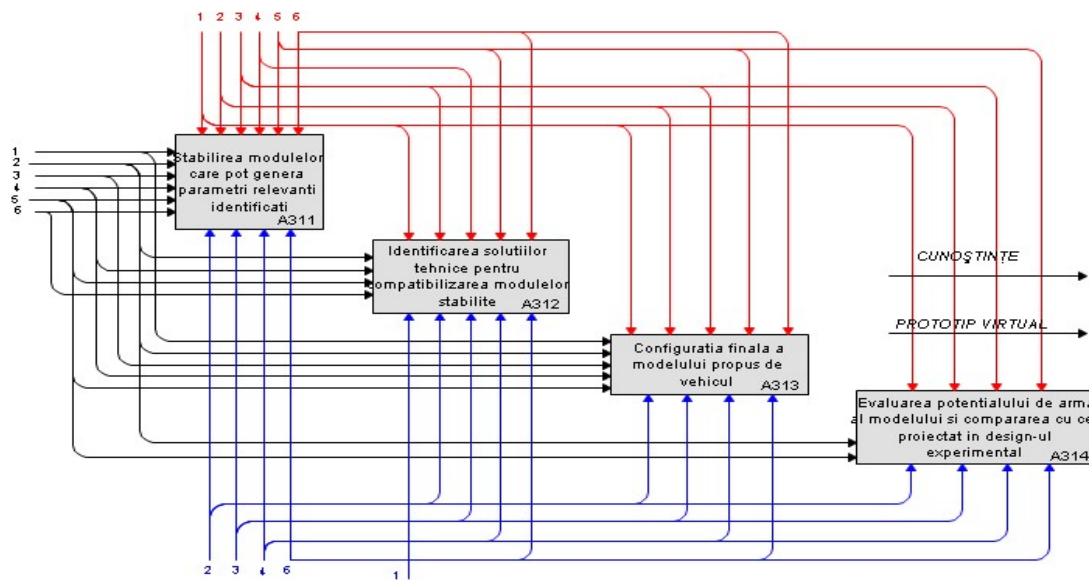 1 2 3 4 5 6
1
2
3
4
5
6
Stabilirea modulelor
care pot genera
parametri relevanti
identificati
A311
Identificarea solutiilor
tehnice pentru
compatibilizarea modulelor
stabilite
A312
CUNOŞTINȚE
PROTOTIP VIRTUAL
Configuratia finala a
modelului propus de
vehicul
A313
Evaluarea potentialului de arma
al modelului si compararea cu ce
proiectat in design-ul
experimental
A314
2 3 4 6
1